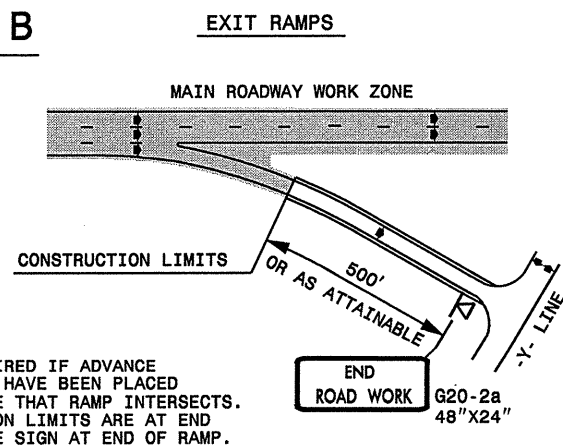 B
EXIT RAMPS
MAIN ROADWAY WORK ZONE
CONSTRUCTION LIMITS
500'
OR AS ATTAINABLE
-Y- LINE
END
ROAD WORK
G20-2a
48"X24"
IRED IF ADVANCE
HAVE BEEN PLACED
E THAT RAMP INTERSECTS.
ON LIMITS ARE AT END
E SIGN AT END OF RAMP.